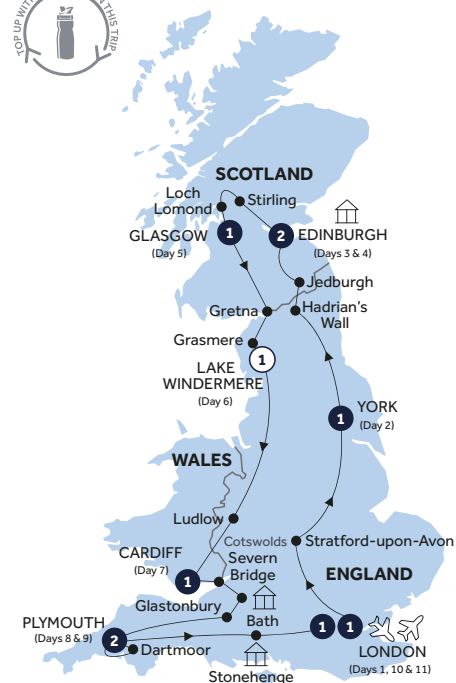 TOP UP WITH
N THIS TRIP
SCOTLAND
Loch
Lomond
Stirling
GLASGOW
1
(Day 5)
2
EDINBURGH
(Days 3 & 4)
Jedburgh
Gretna
Hadrian's
Wall
Grasmere
1
LAKE
WINDERMERE
(Day 6)
1
YORK
(Day 2)
WALES
Ludlow
Cotswolds
Stratford-upon-Avon
CARDIFF
(Day 7)
1
Severn
Bridge
ENGLAND
Glastonbury
PLYMOUTH
(Days 8 & 9)
2
Dartmoor
Bath
Stonehenge
1
1
LONDON
(Days 1, 10 & 11)